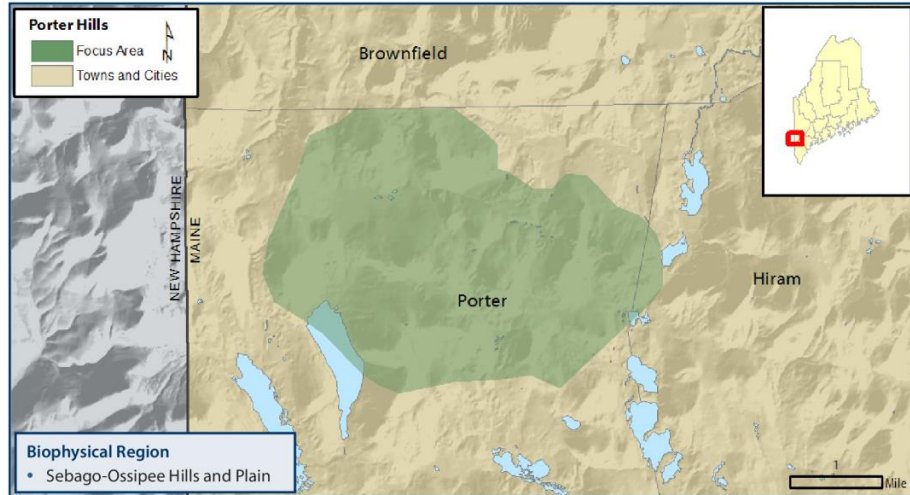 Porter Hills
N
Focus Area
Towns and Cities
Brownfield
NEW HAMPSHIRE
MAINE
Porter
Hiram
Biophysical Region
• Sebago-Ossipee Hills and Plain
1
Mile